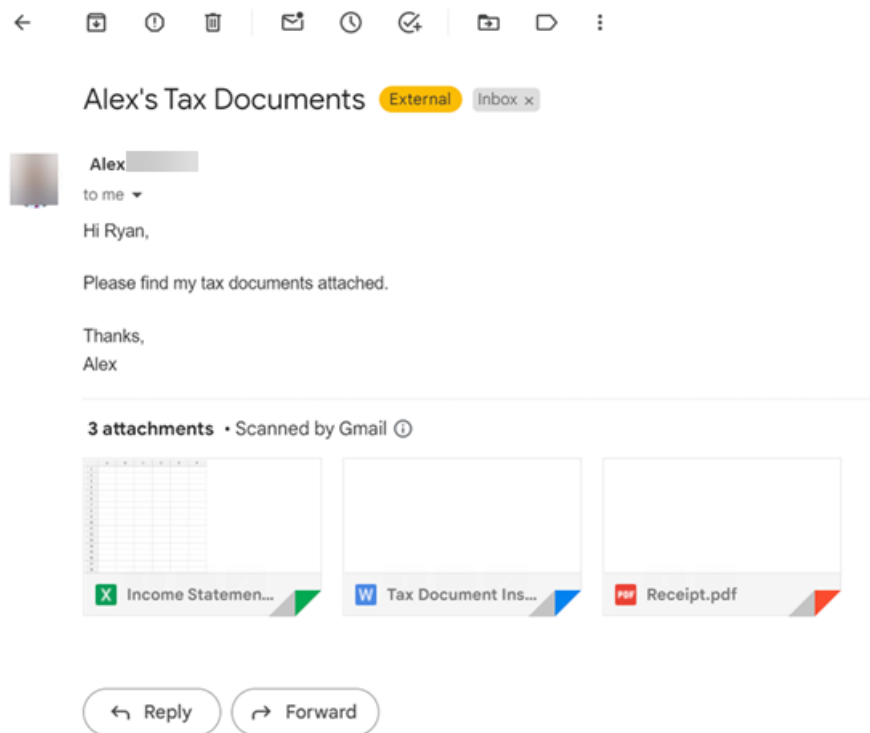 Alex's Tax Documents External Inbox x
Alex
to me
Hi Ryan,
Please find my tax documents attached.
Thanks,
Alex
3 attachments • Scanned by Gmail
X Income Statemen...
W Tax Document Ins...
PDF Receipt.pdf
Reply
Forward